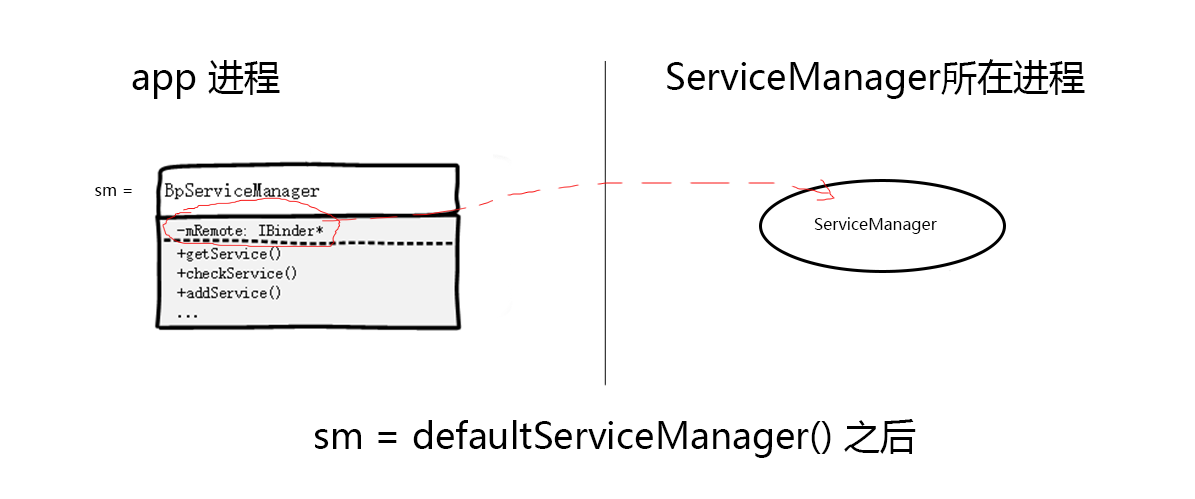 app 进程
ServiceManager所在进程
sm =
BpServiceManager
-mRemote: IBinder*
+getService()
+checkService()
+addService()
...
ServiceManager
sm = defaultServiceManager() 之后